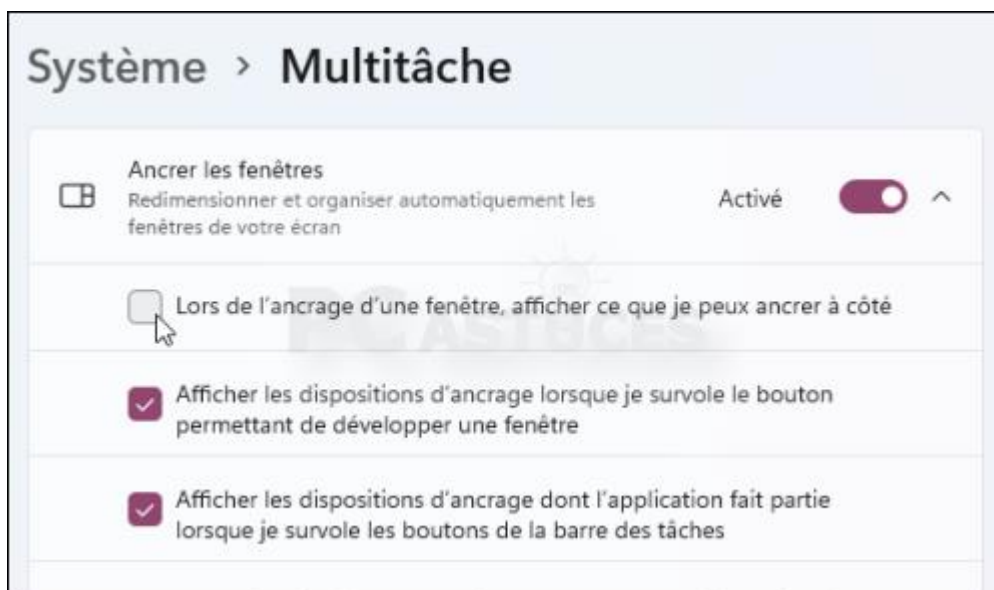 Système > Multitâche
Ancrer les fenêtres
Redimensionner et organiser automatiquement les
fenêtres de votre écran
Activé
Lors de l'ancrage d'une fenêtre, afficher ce que je peux ancrer à côté
PC ASTUCES
Afficher les dispositions d'ancrage lorsque je survole le bouton
permettant de développer une fenêtre
Afficher les dispositions d'ancrage dont l'application fait partie
lorsque je survole les boutons de la barre des tâches